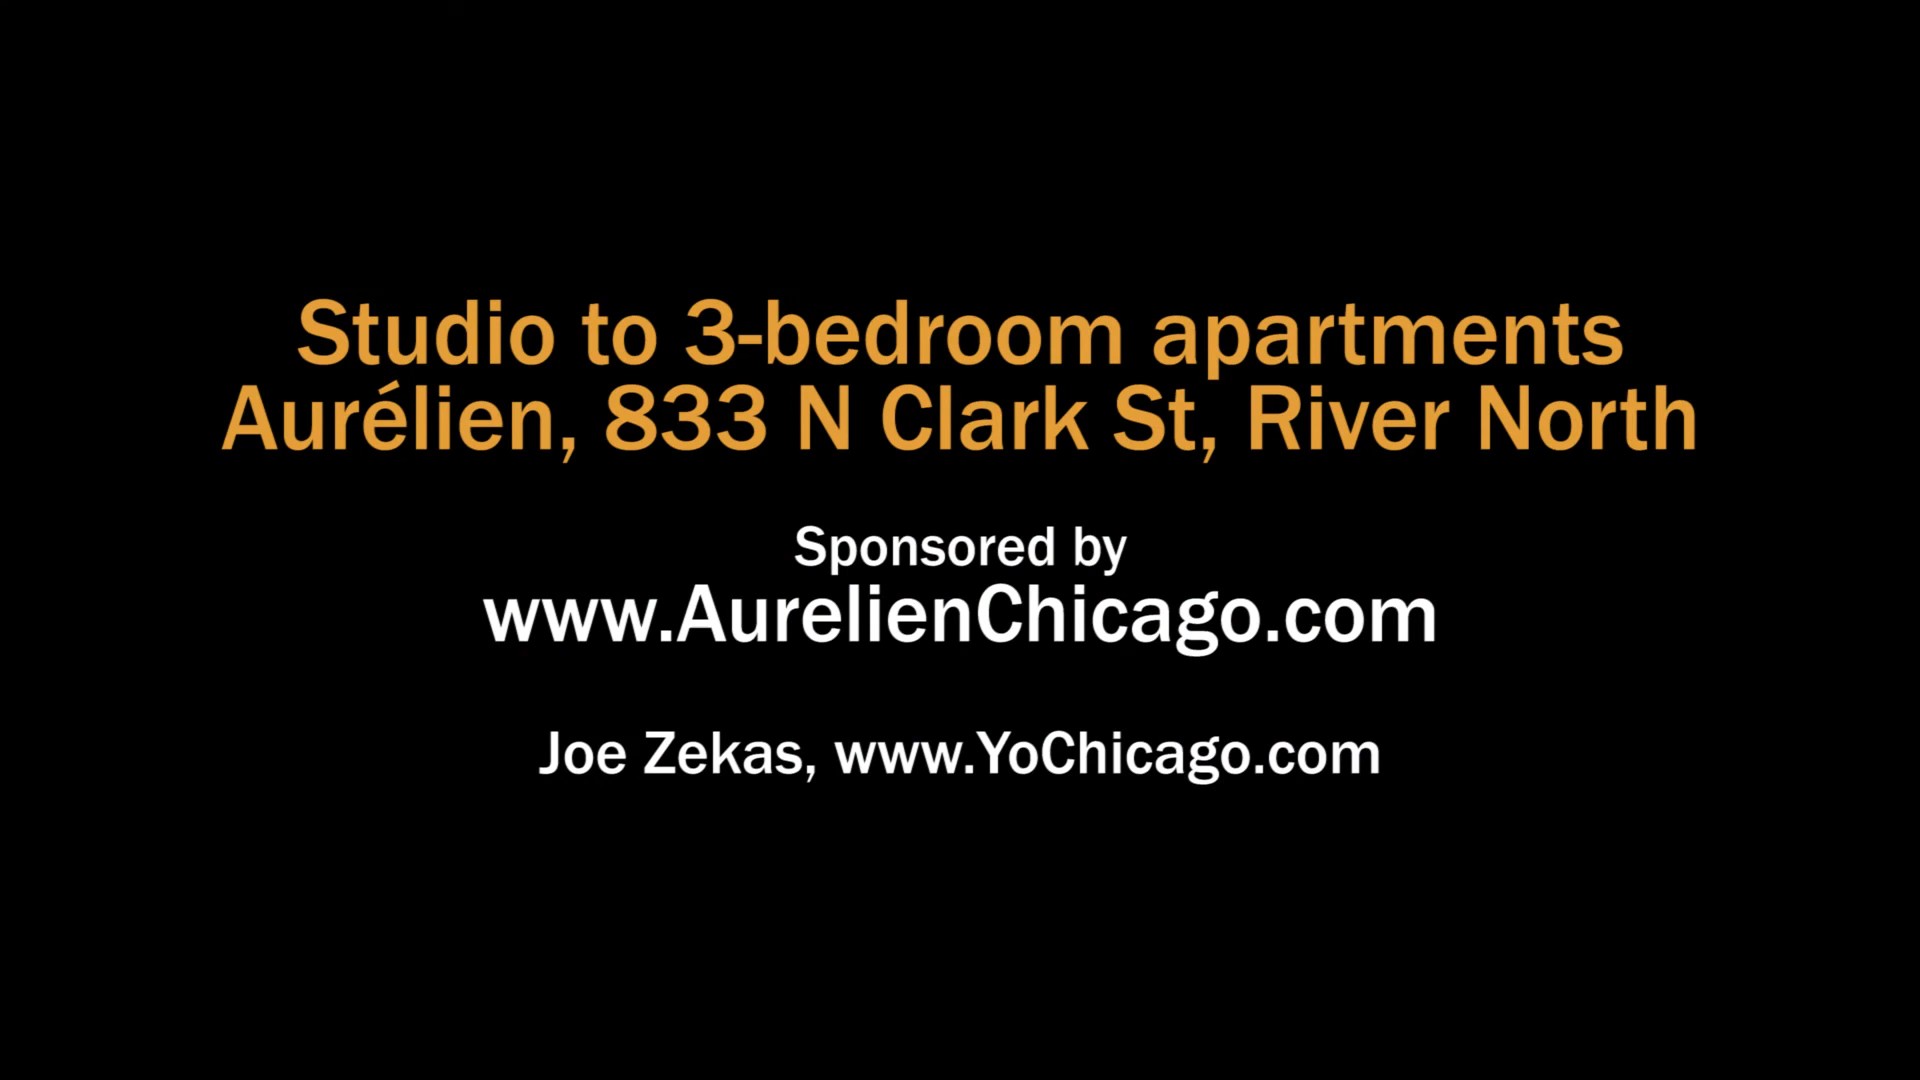 Studio to 3-bedroom apartments
Aurélien, 833 N Clark St, River North
Sponsored by
www.AurelienChicago.com
Joe Zekas, www.YoChicago.com